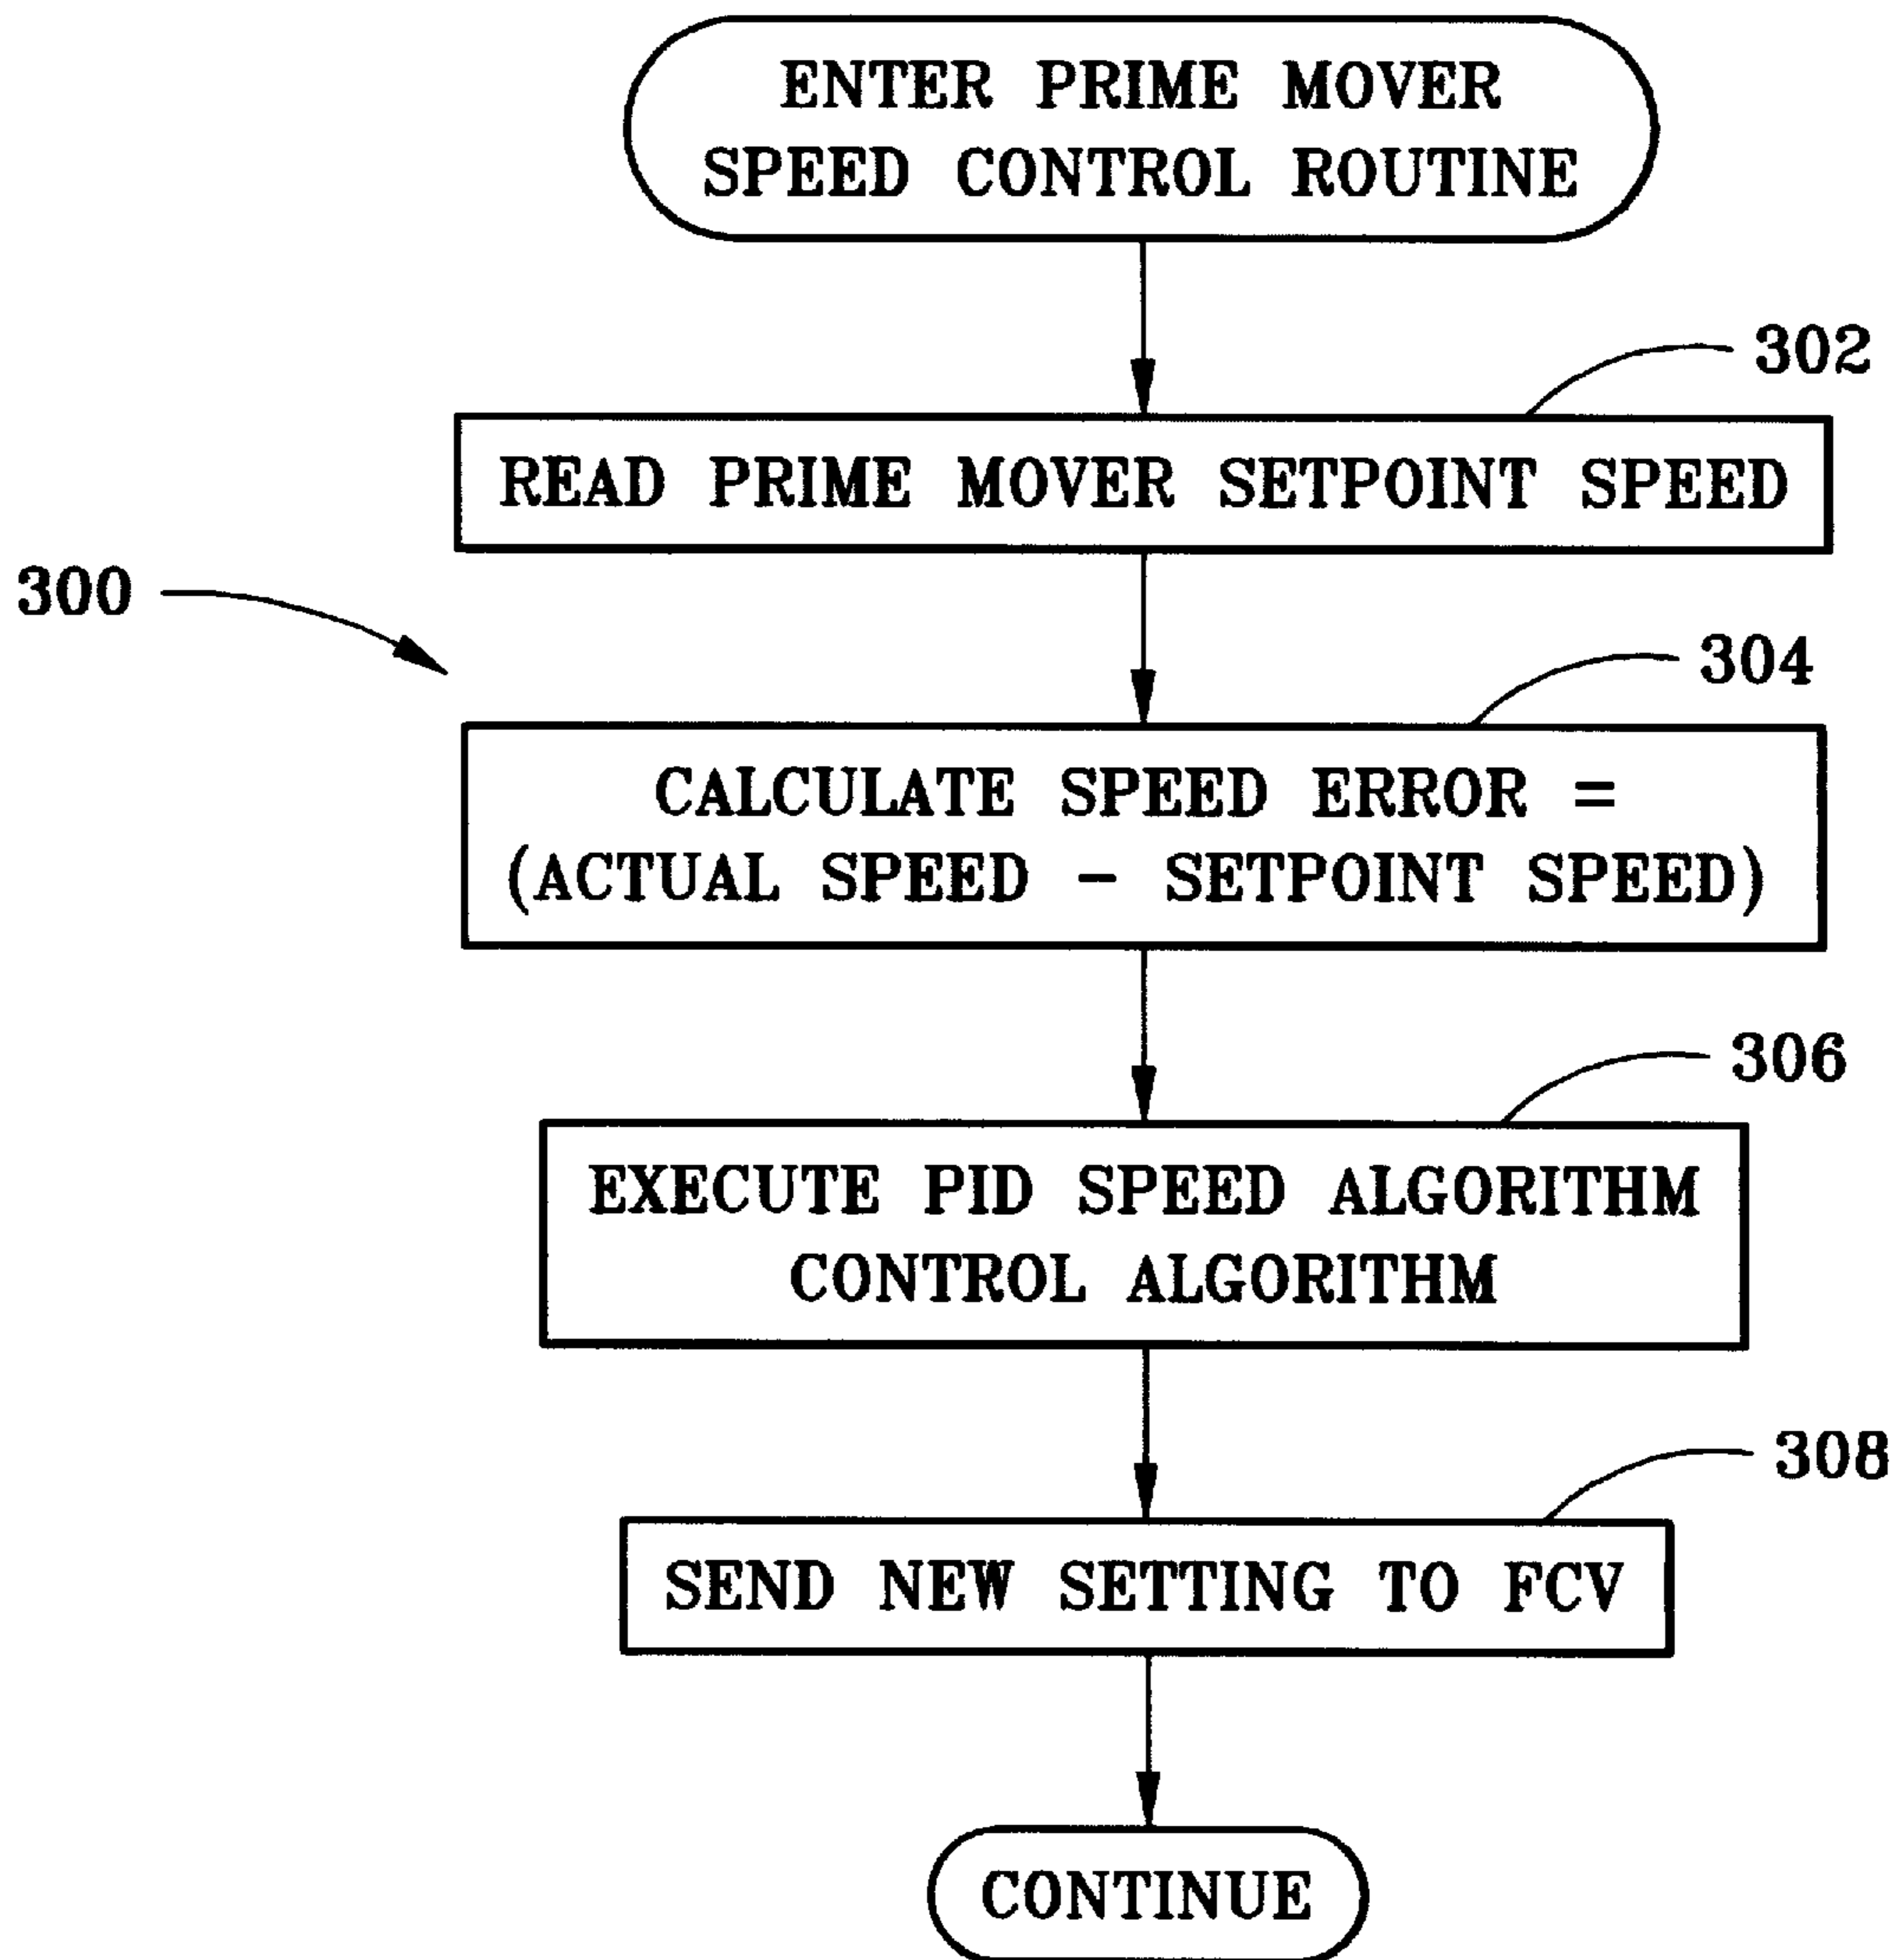 ENTER PRIME MOVER
SPEED CONTROL ROUTINE
302
READ PRIME MOVER SETPOINT SPEED
300
304
CALCULATE SPEED ERROR =
(ACTUAL SPEED - SETPOINT SPEED)
306
EXECUTE PID SPEED ALGORITHM
CONTROL ALGORITHM
308
SEND NEW SETTING TO FCV
CONTINUE